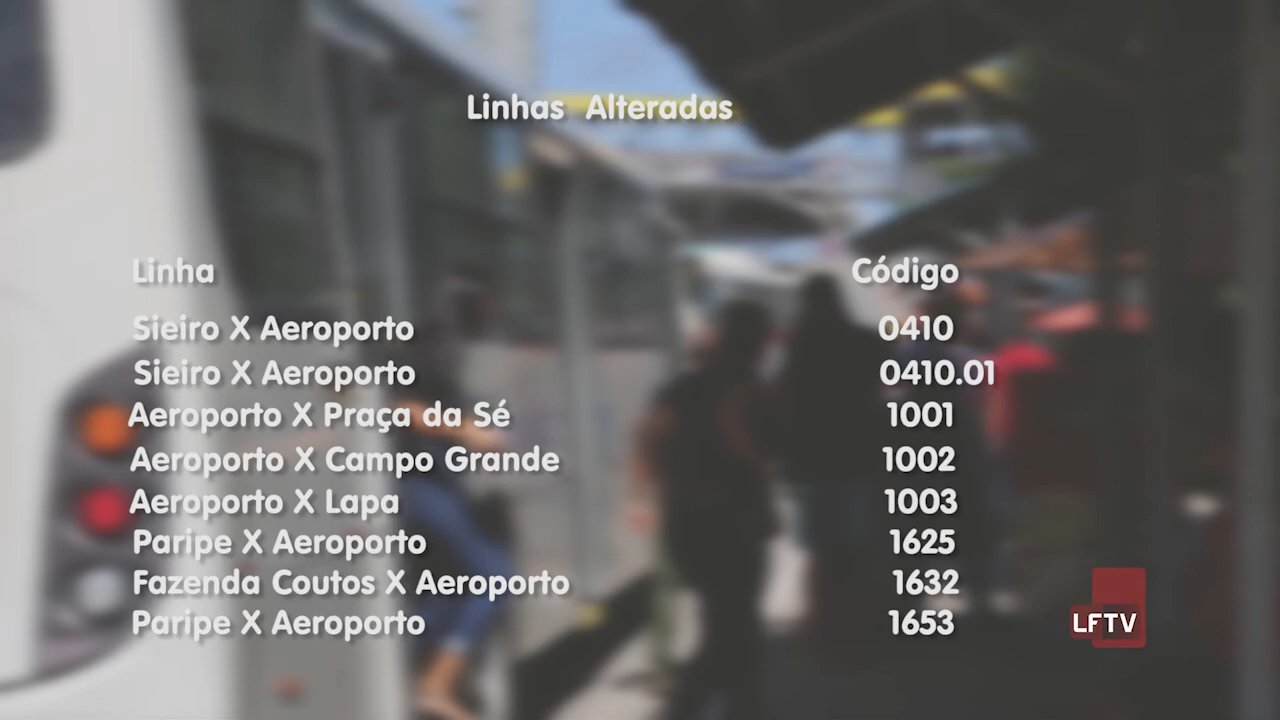 Linhas Alteradas
Linha Código
Sieiro X Aeroporto 0410
Sieiro X Aeroporto 0410.01
Aeroporto X Praça da Sé 1001
Aeroporto X Campo Grande 1002
Aeroporto X Lapa 1003
Paripe X Aeroporto 1625
Fazenda Coutos X Aeroporto 1632
Paripe X Aeroporto 1653
LFTV